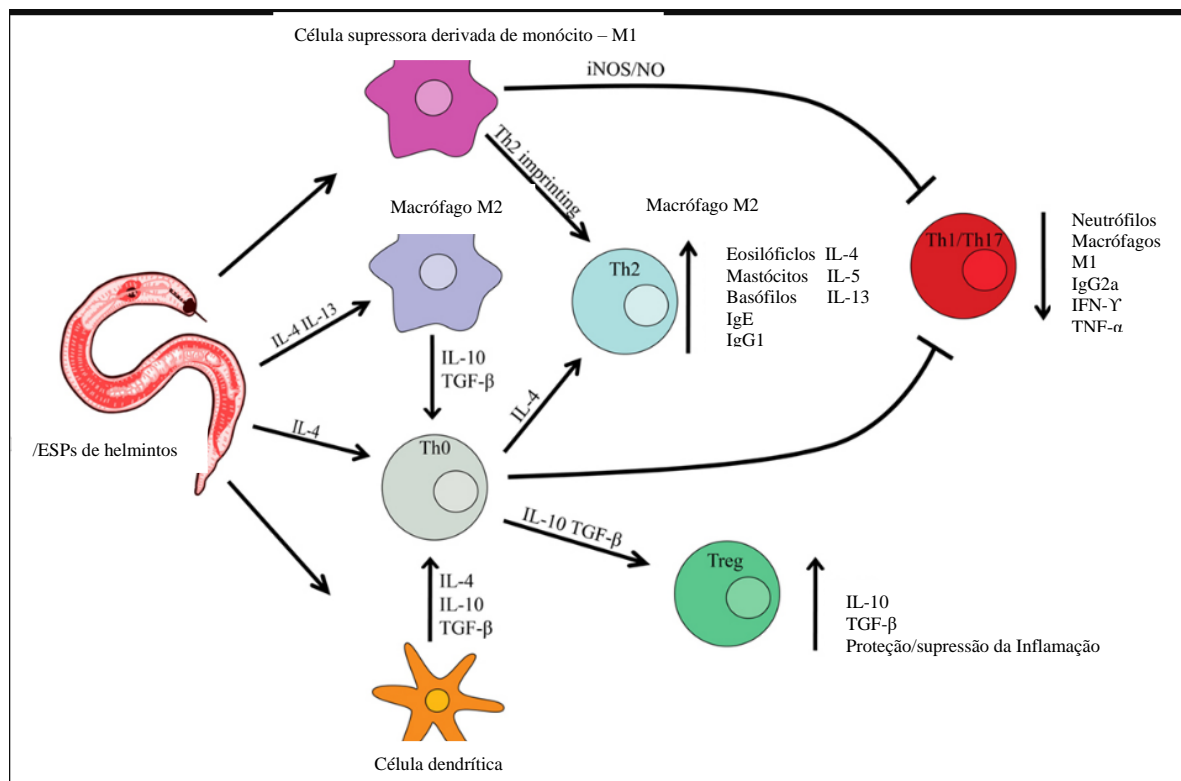 Célula supressora derivada de monócito – M1
iNOS/NO
Th2 imprinting
Macrófago M2
Macrófago M2
Th2
Eosilóficlos IL-4
Mastócitos IL-5
Basófilos IL-13
IgE
IgG1
Th1/Th17
Neutrófilos
Macrófagos
M1
IgG2a
IFN-ϒ
TNF-α
IL-4 IL-13
IL-10
TGF-β
IL-4
IL-4
/ESPs de helmintos
Th0
IL-10 TGF-β
Treg
IL-10
TGF-β
Proteção/supressão da Inflamação
IL-4
IL-10
TGF-β
Célula dendrítica